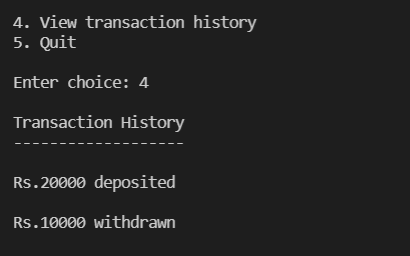 4. View transaction history
5. Quit
Enter choice: 4
Transaction History
-------------------
Rs.20000 deposited
Rs.10000 withdrawn